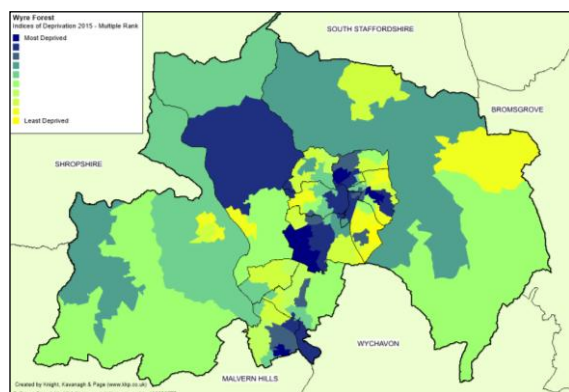 Wyre Forest
Indices of Deprivation 2015 - Multiple Rank
Most Deprived
Least Deprived
SOUTH STAFFORDSHIRE
BROMSGROVE
SHROPSHIRE
WYCHAVON
MALVERN HILLS
Created by Knight, Kavanagh & Page (www.kkp.co.uk)